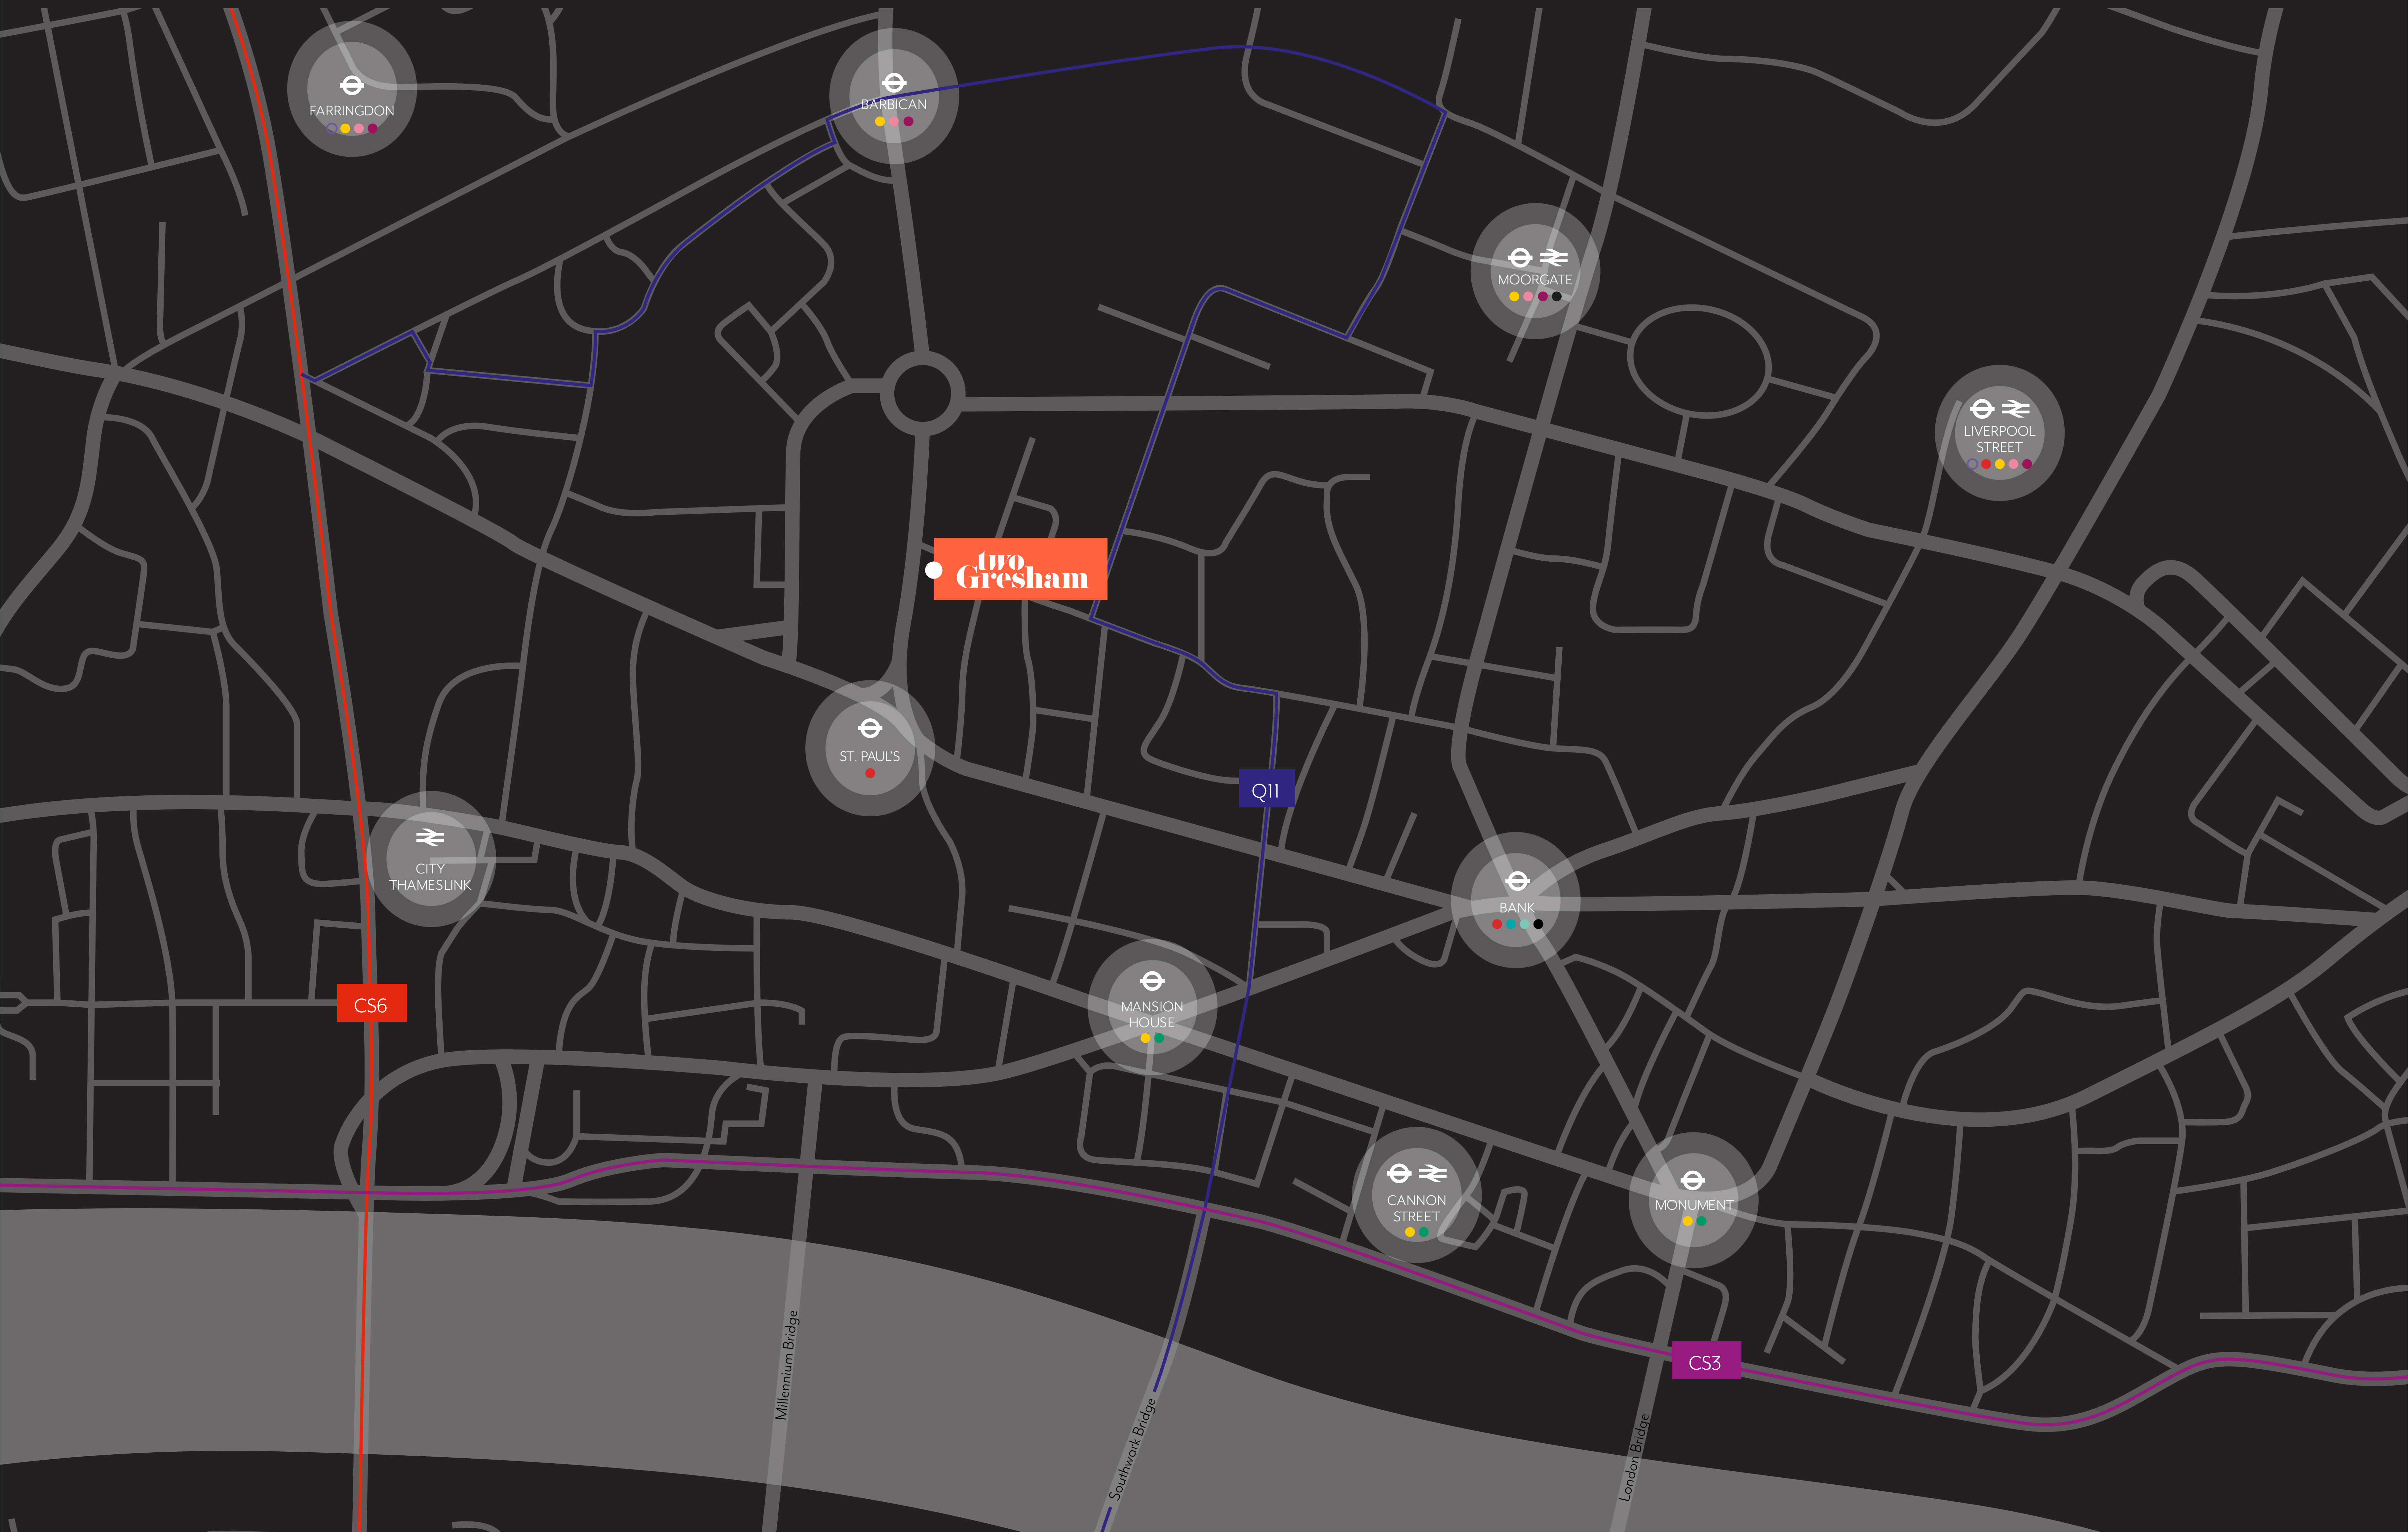 FARRINGDON
BARBICAN
MOORGATE
LIVERPOOL
STREET
two
Gresham
ST. PAUL'S
Q11
CITY
THAMESLINK
BANK
CS6
MANSION
HOUSE
CANNON
STREET
MONUMENT
CS3
Millennium Bridge
Southwark Bridge
London Bridge